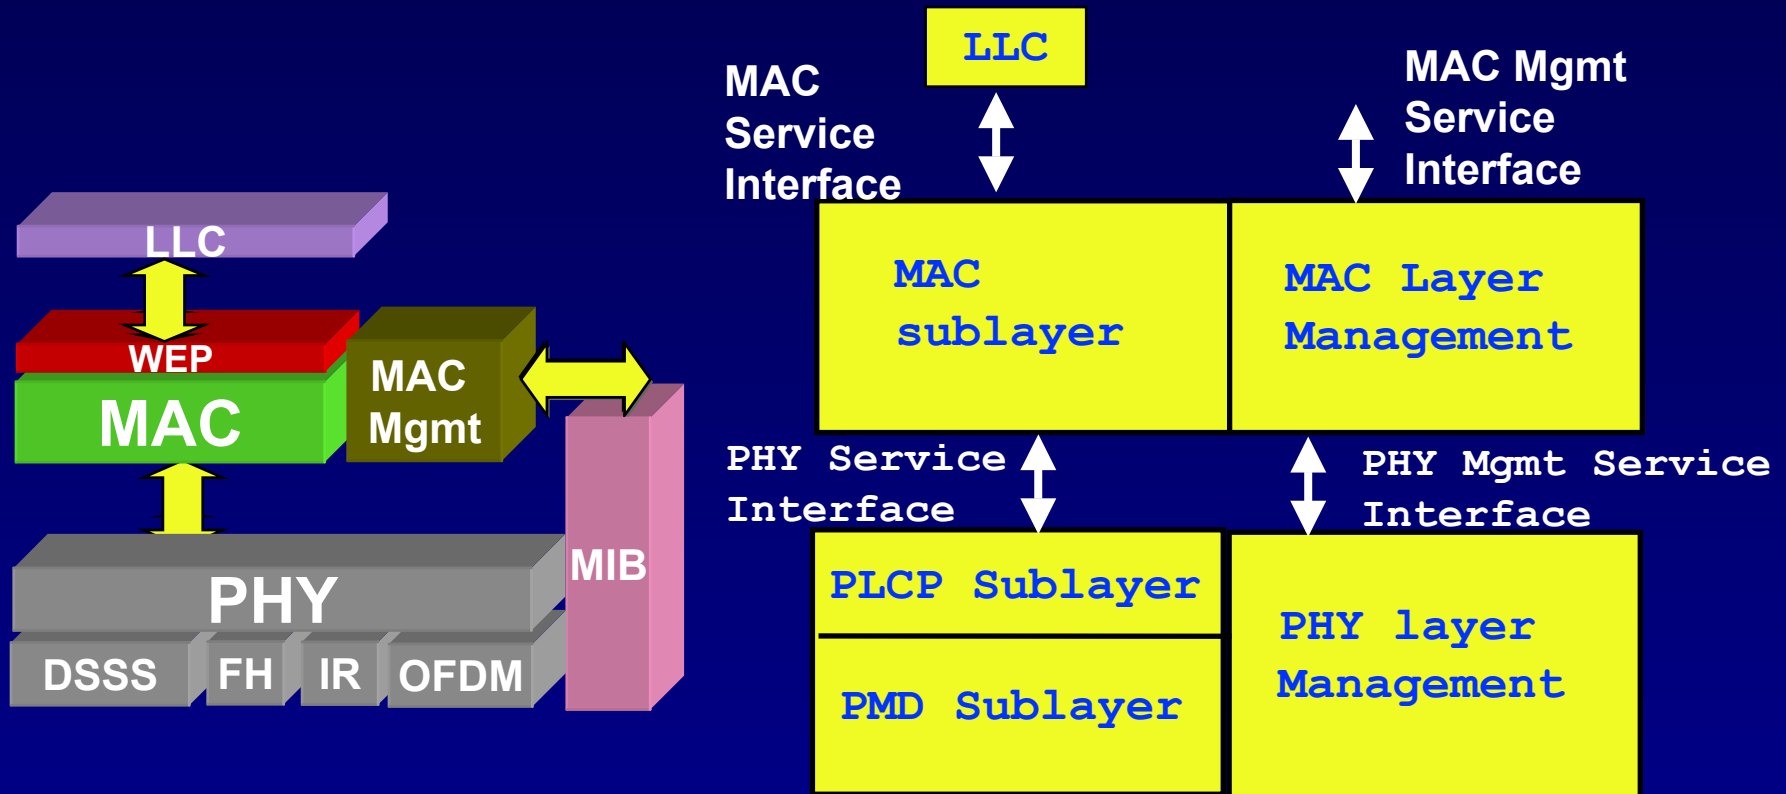 LLC
WEP
MAC
MAC
Mgmt
PHY
MIB
DSSS
FH
IR
OFDM
LLC
MAC
Service
Interface
MAC Mgmt
Service
Interface
MAC
sublayer
MAC Layer
Management
PHY Service
Interface
PHY Mgmt Service
Interface
PLCP Sublayer
PMD Sublayer
PHY layer
Management